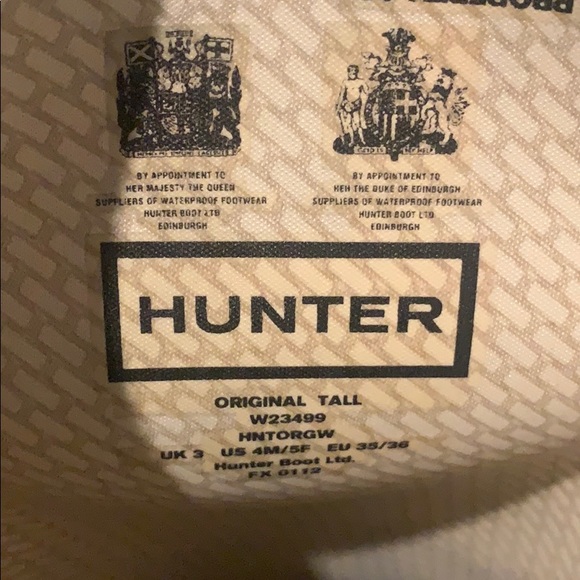 PROPERTY
BY APPOINTMENT TO
HER MAJESTY THE QUEEN
SUPPLIERS OF WATERPROOF FOOTWEAR
HUNTER BOOT LTD
EDINBURGH
BY APPOINTMENT TO
HRH THE DUKE OF EDINBURGH
SUPPLIERS OF WATERPROOF FOOTWEAR
HUNTER BOOT LTD
EDINBURGH
HUNTER
ORIGINAL TALL
W23499
HNTORGW
UK 3 US 4M/5F EU 35/36
Hunter Boot Ltd.
FX 0112